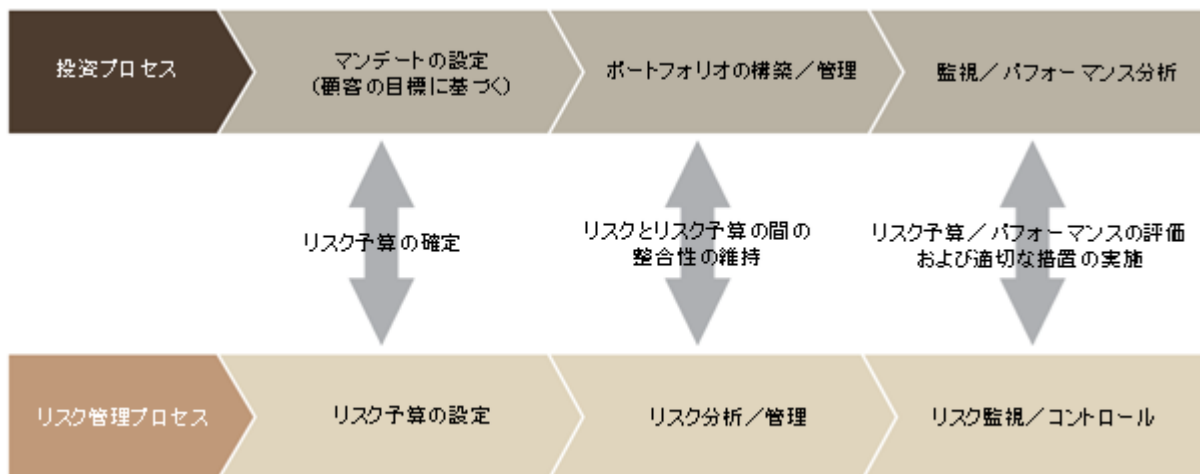 投資プロセス
マンデートの設定
(顧客の目標に基づく)
ポートフォリオの構築／管理
監視／パフォーマンス分析
リスク予算の確定
リスクとリスク予算の間の
整合性の維持
リスク予算／パフォーマンスの評価
および適切な措置の実施
リスク管理プロセス
リスク予算の設定
リスク分析／管理
リスク監視／コントロール